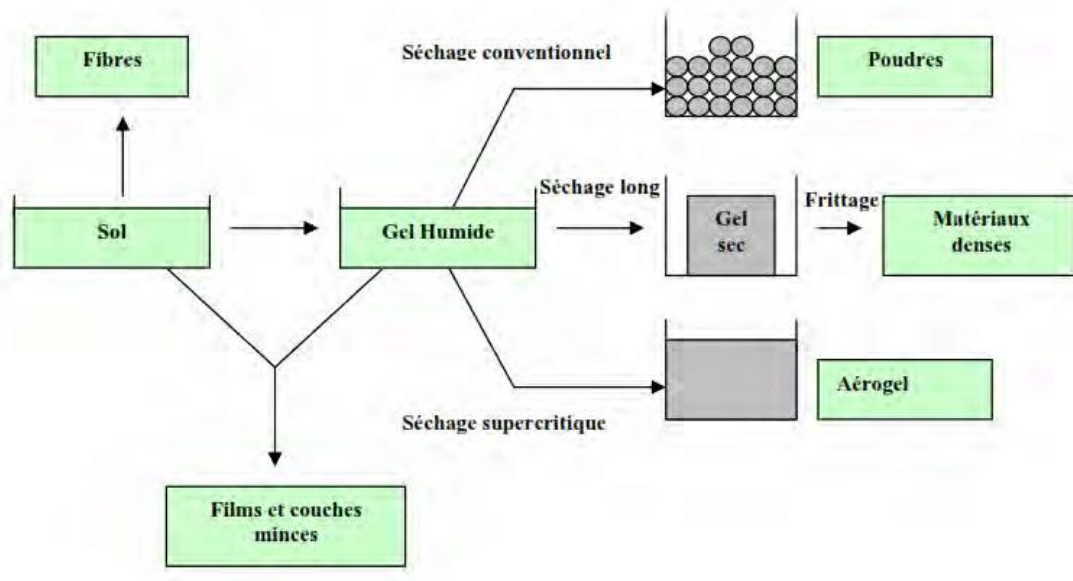 Fibres
Séchage conventionnel
Poudres
Sol
Gel Humide
Séchage long
Gel
sec
Frittage
Matériaux
denses
Séchage supercritique
Aérogel
Films et couches
minces